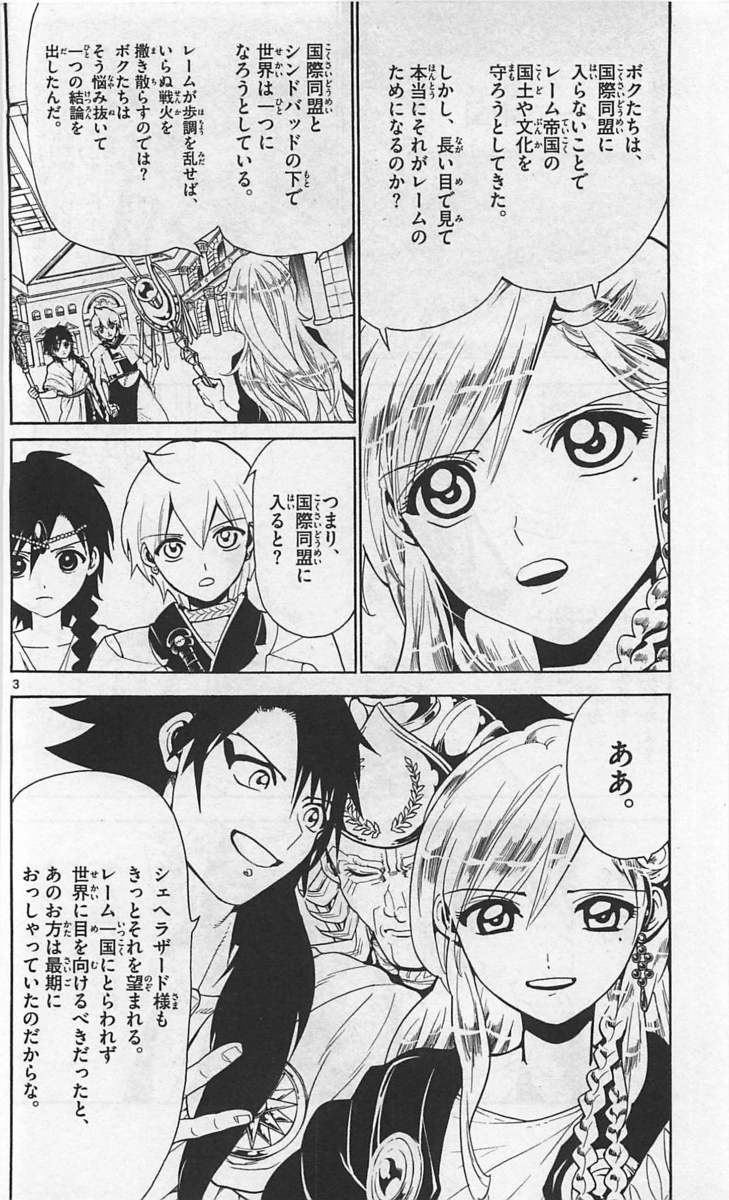 ボクたちは、
国際同盟に
入らないことで
レーム帝国の
国土や文化を
守ろうとしてきた。
しかし、長い目で見て
本当にそれがレームの
ためになるのか?
国際同盟と
シンドバッドの下で
世界は一つに
なろうとしている。
レームが歩調を乱せば、
いらぬ戦火を
撒き散らすのでは?
ボクたちは
そう悩み抜いて
一つの結論を
出したんだ。
つまり、
国際同盟に
入ると?
3
ああ。
シェヘラザード様も
きっとそれを望まれる。
レーム一国にとらわれず
世界に目を向けるべきだったと、
あのお方は最期に
おっしゃっていたのだからな。